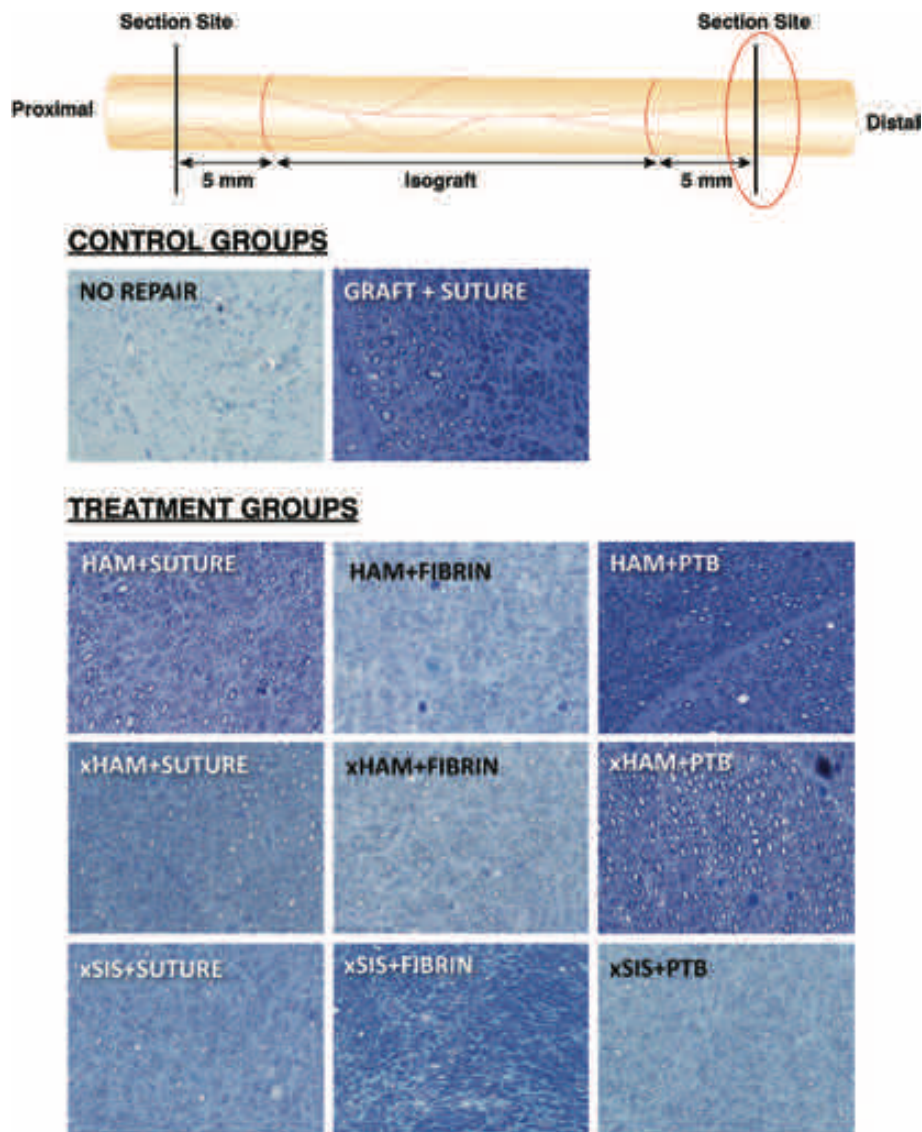 Section Site Section Site
Proximal
Distal
5 mm Isograft 5 mm
CONTROL GROUPS
NO REPAIR GRAFT + SUTURE
TREATMENT GROUPS
HAM+SUTURE HAM+FIBRIN HAM+PTB
xHAM+SUTURE xHAM+FIBRIN xHAM+PTB
xSIS+SUTURE xSIS+FIBRIN xSIS+PTB